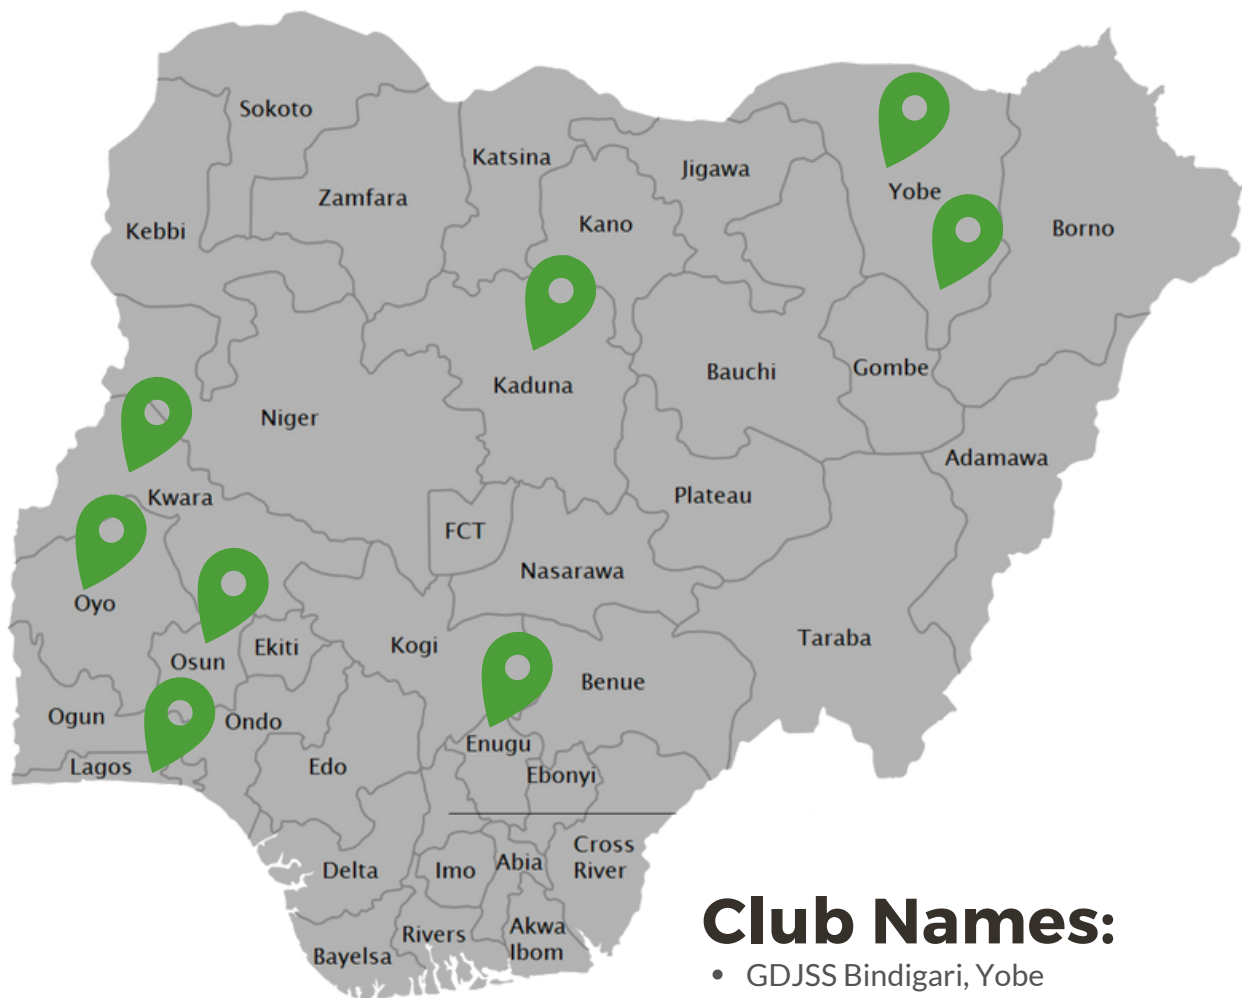 Sokoto
Katsina
Jigawa
Zamfara
Yobe
Kano
Kebbi
Borno
Bauchi
Gombe
Kaduna
Niger
Adamawa
Kwara
Plateau
FCT
Nasarawa
Oyo
Taraba
Kogi
Ekiti
Osun
Benue
Ogun
Ondo
Enugu
Lagos
Edo
Ebonyi
Cross
River
Delta
Imo
Abia
Akwa
Ibom
Rivers
Bayelsa
Club Names:
• GDJSS Bindigari, Yobe